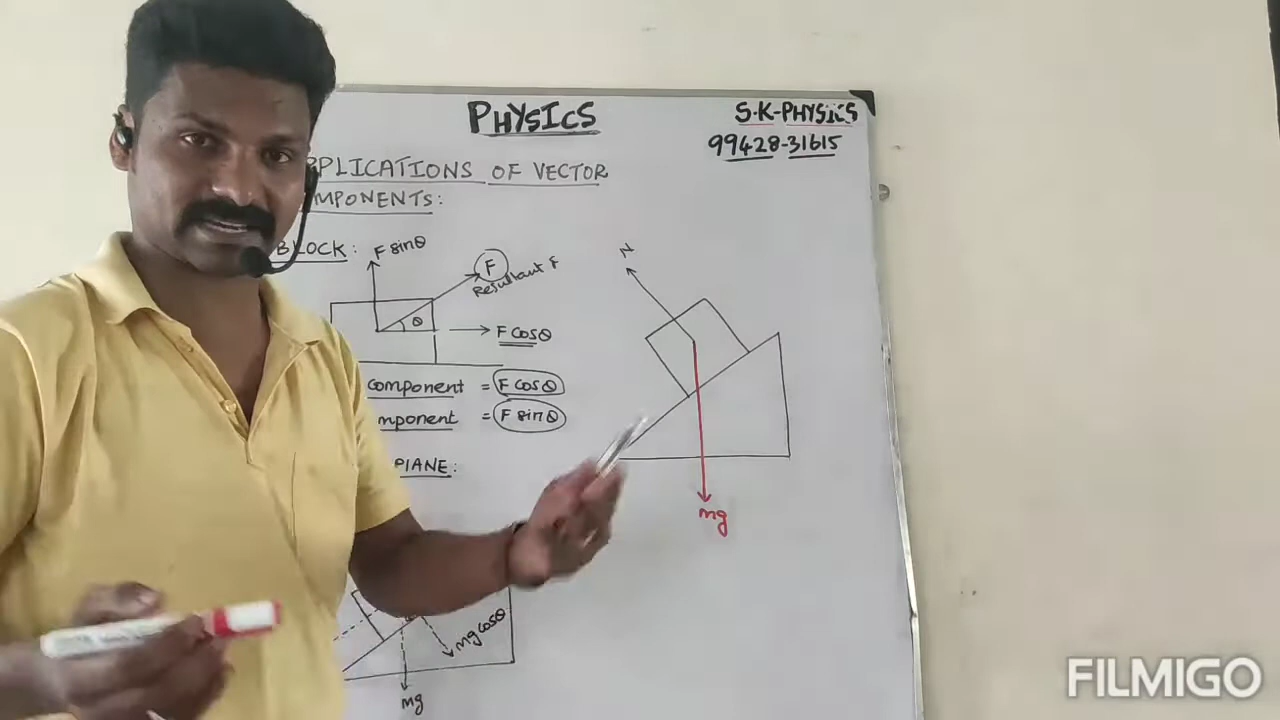 PHYSICS
S.K-PHYSICS
99428-31615
PPLICATIONS OF VECTOR
MPONENTS:
BLOCK:
F sinθ
F
Resultant F
θ
F cosθ
component = F cosθ
mponent = F sinθ
PLANE:
N
mg
mg cosθ
mg
FILMIGO